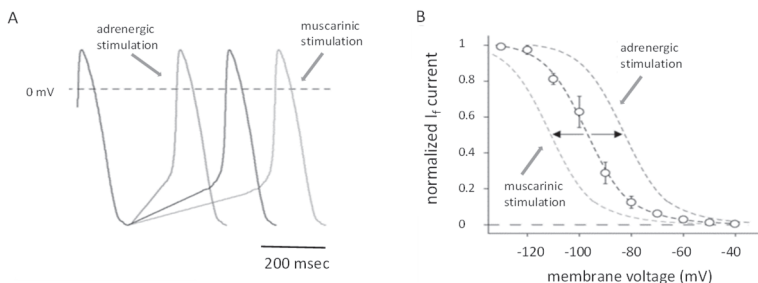 A
adrenergic
stimulation
muscarinic
stimulation
0 mV
200 msec
B
normalized If current
1
0.8
0.6
0.4
0.2
0
adrenergic
stimulation
muscarinic
stimulation
-120
-100
-80
-60
-40
membrane voltage (mV)